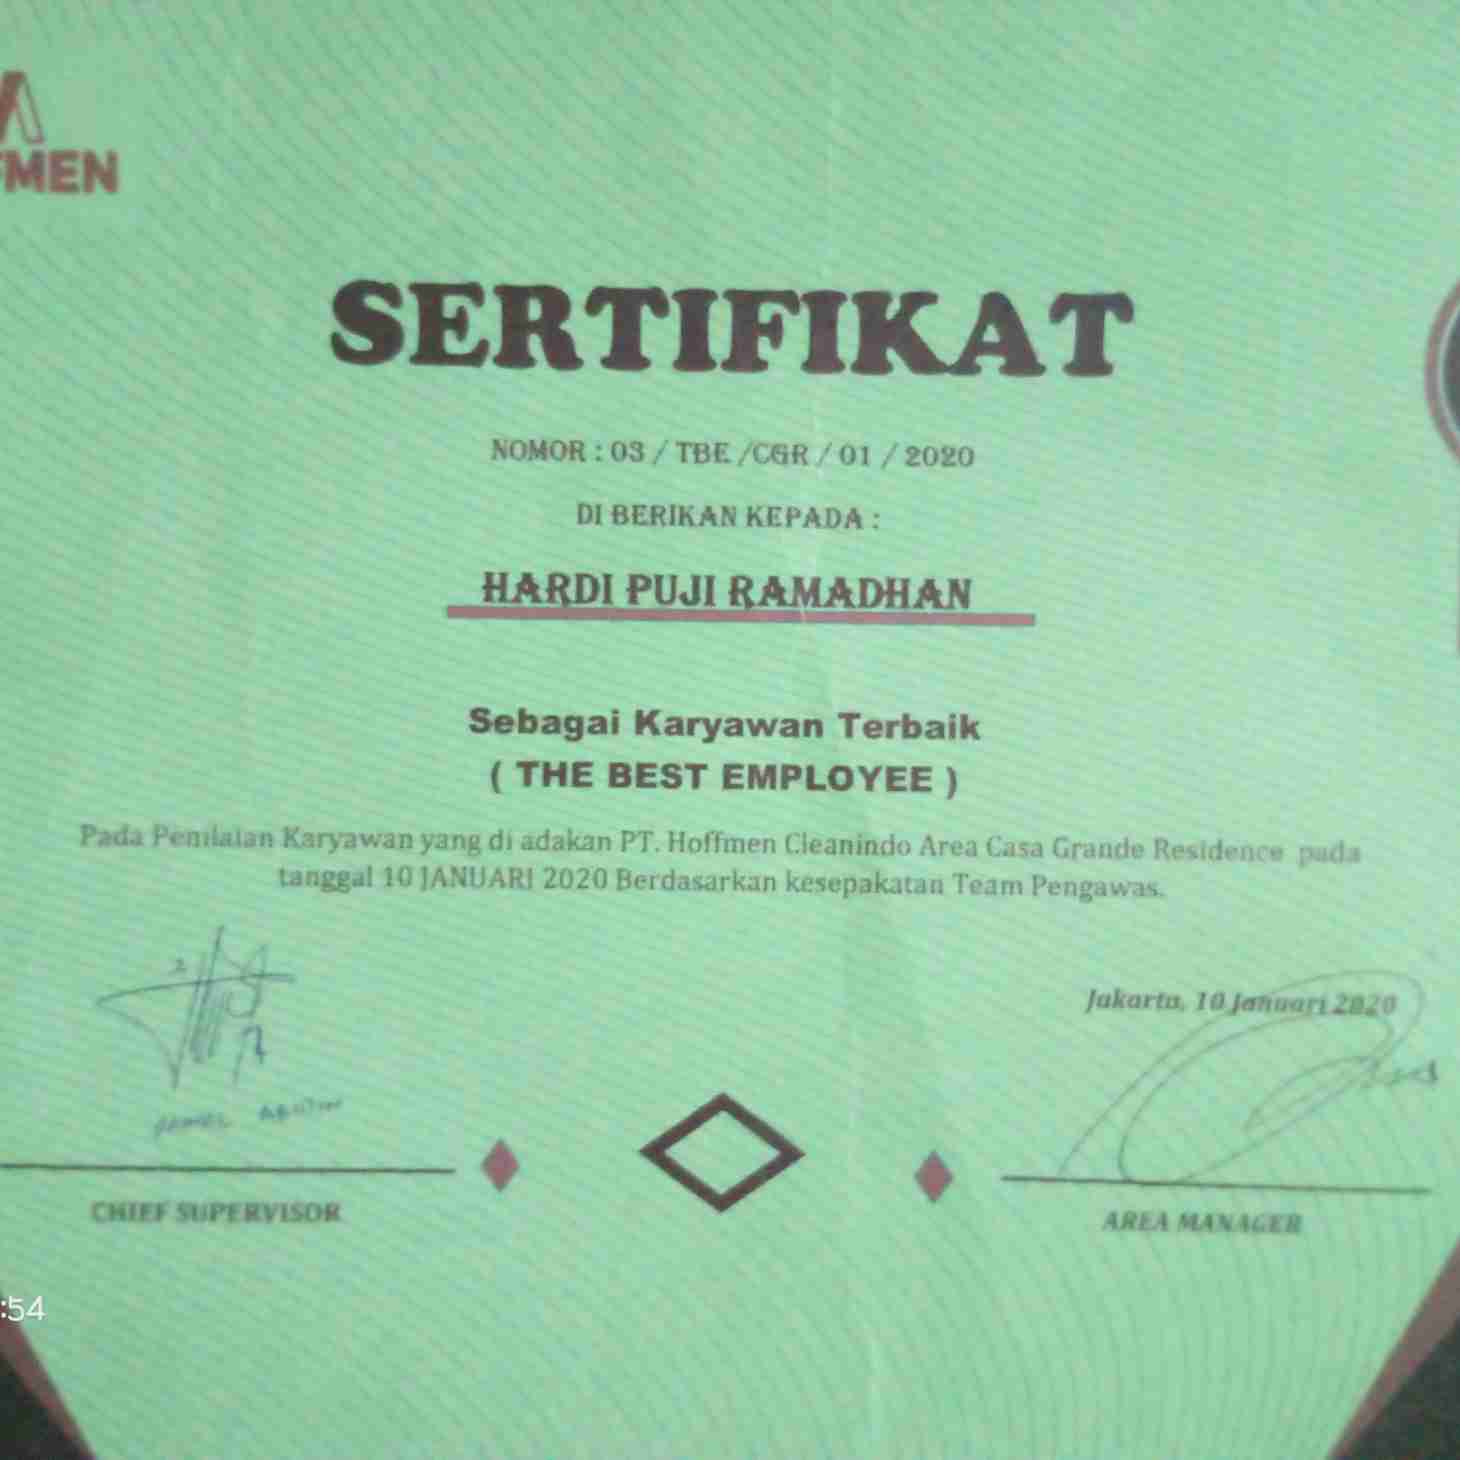 FMEN
SERTIFIKAT
NOMOR : 03 / TBE /CGR / 01 / 2020
DI BERIKAN KEPADA :
HARDI PUJI RAMADHAN
Sebagai Karyawan Terbaik
( THE BEST EMPLOYEE )
Pada Penilaian Karyawan yang di adakan PT. Hoffmen Cleanindo Area Casa Grande Residence pada
tanggal 10 JANUARI 2020 Berdasarkan kesepakatan Team Pengawas.
Jakarta, 10 Januari 2020
CHIEF SUPERVISOR
AREA MANAGER
:54